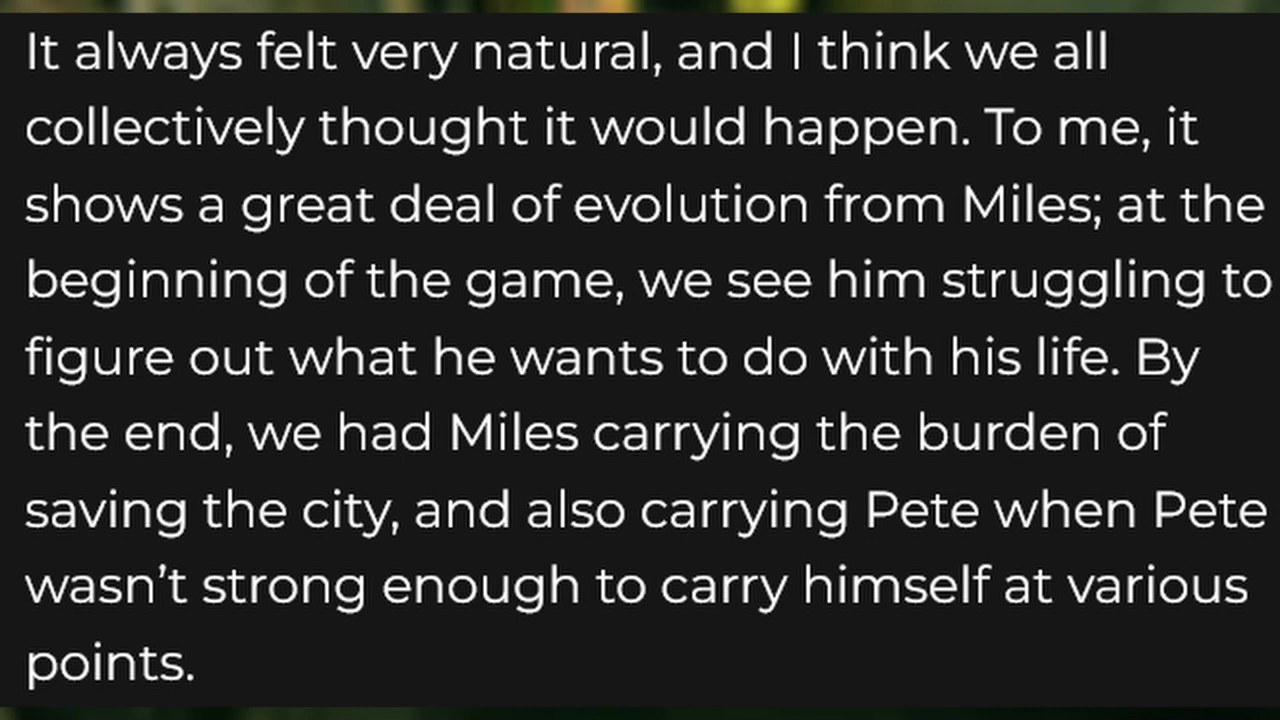 It always felt very natural, and I think we all
collectively thought it would happen. To me, it
shows a great deal of evolution from Miles; at the
beginning of the game, we see him struggling to
figure out what he wants to do with his life. By
the end, we had Miles carrying the burden of
saving the city, and also carrying Pete when Pete
wasn’t strong enough to carry himself at various
points.